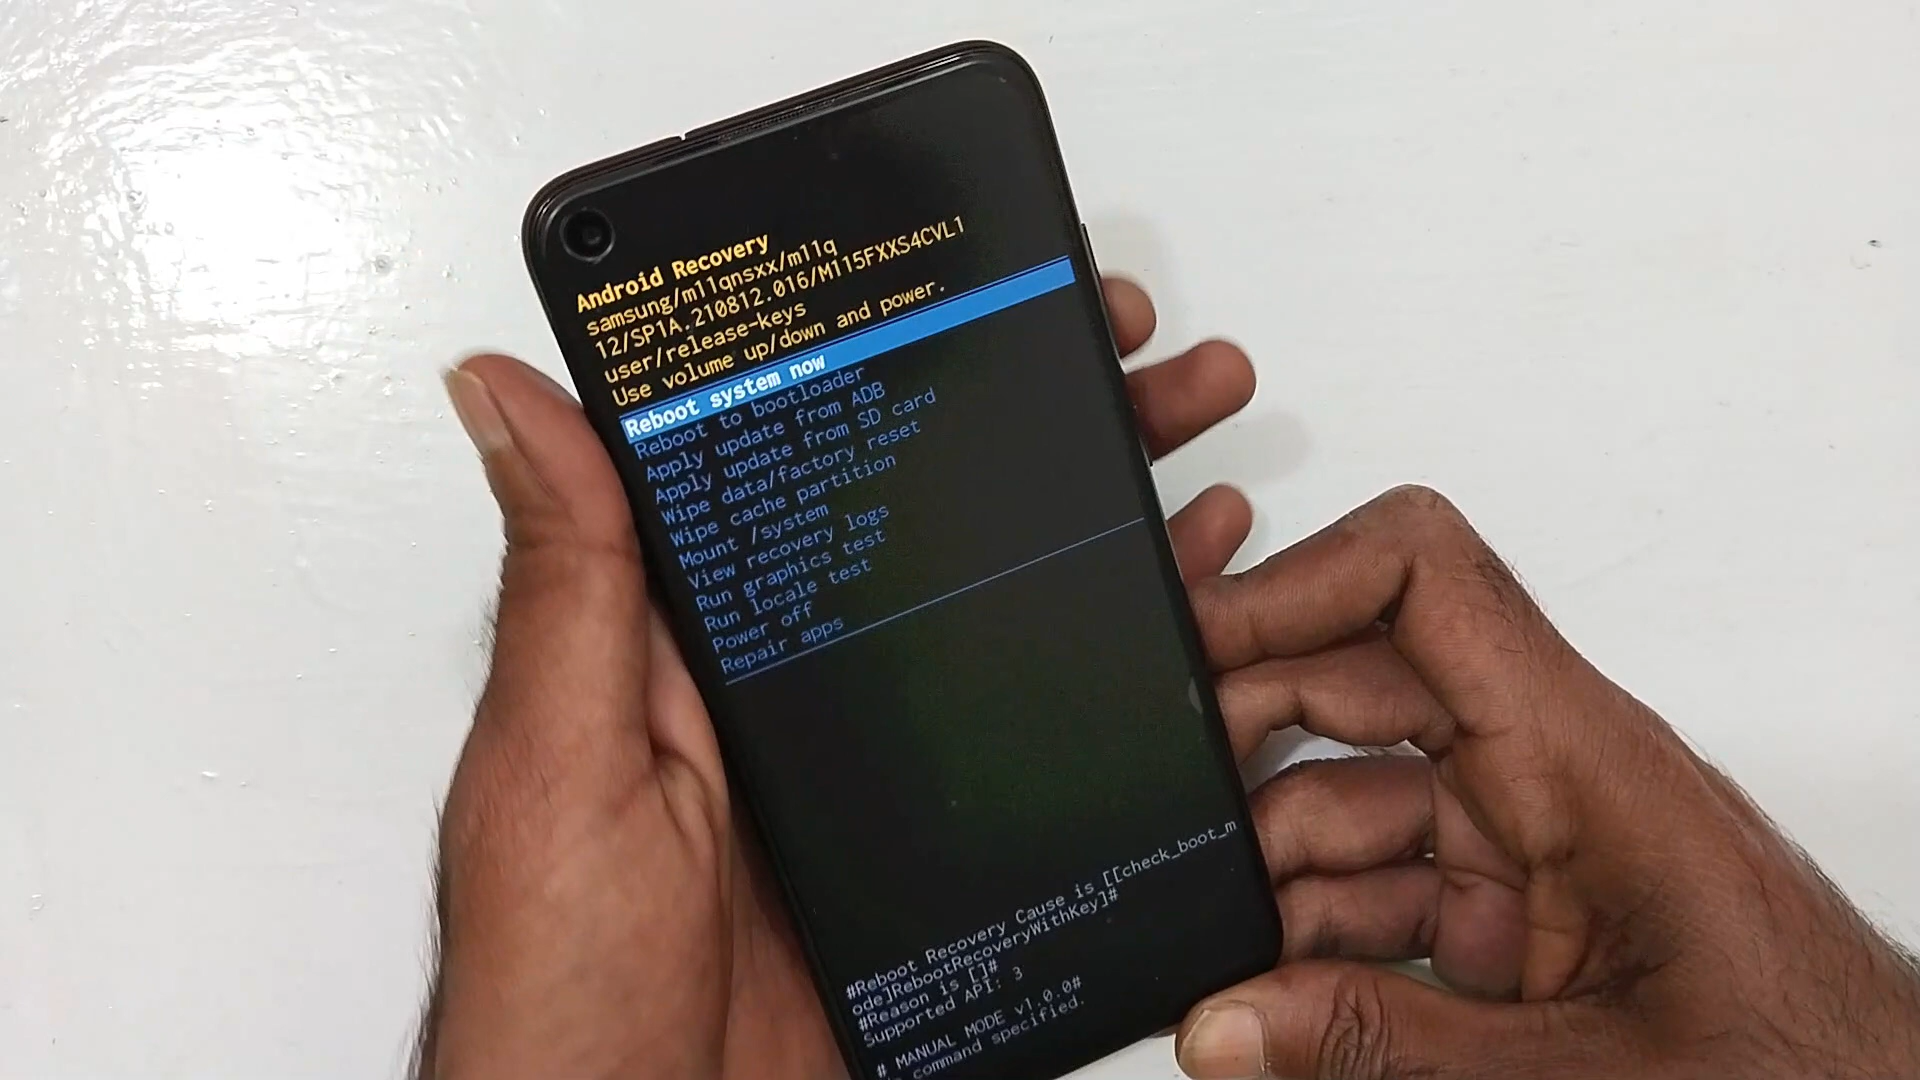 Android Recovery
samsung/m11qnsxx/m11q
12/SP1A.210812.016/M115FXXS4CVL1
user/release-keys
Use volume up/down and power.
Reboot system now
Reboot to bootloader
Apply update from ADB
Apply update from SD card
Wipe data/factory reset
Wipe cache partition
Mount /system
View recovery logs
Run graphics test
Run locale test
Power off
Repair apps
#Reboot Recovery Cause is [[check_boot_m
ode]RebootRecoveryWithKey]#
#Reason is []#
Supported API: 3
# MANUAL MODE v1.0.0#
command specified.